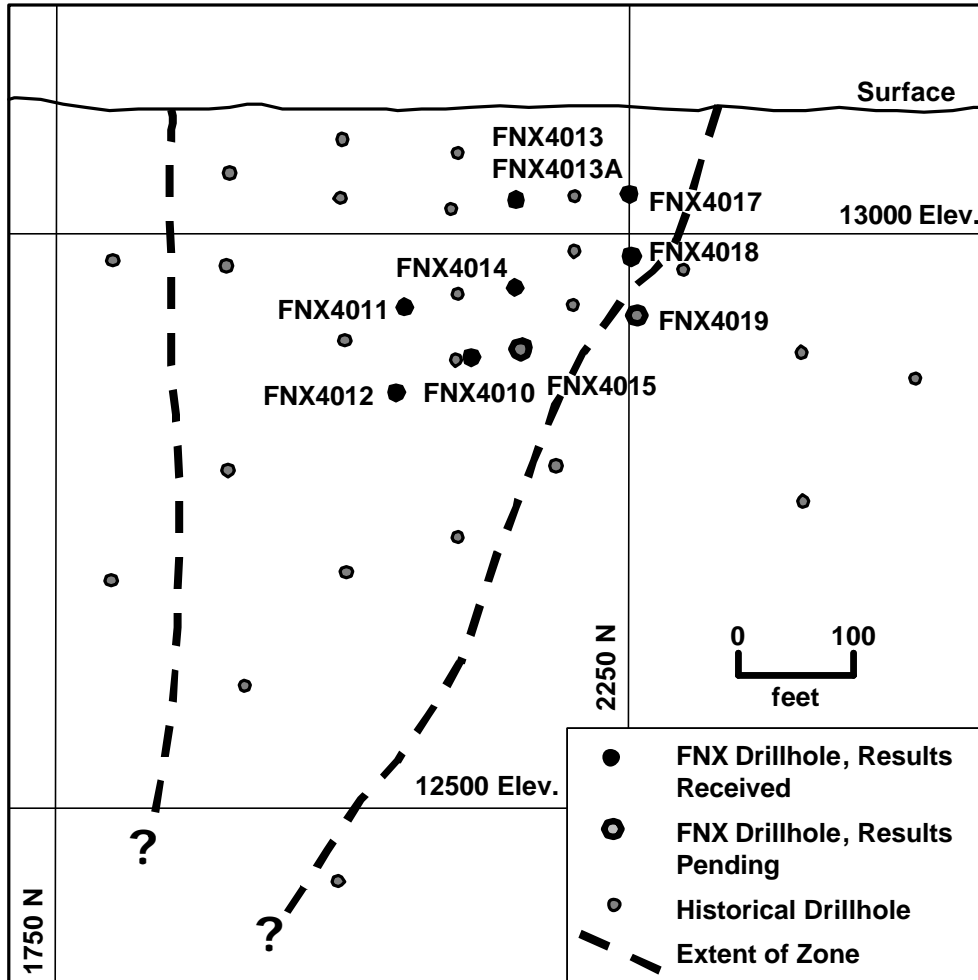 Surface
FNX4013
FNX4013A
FNX4017
13000 Elev.
FNX4018
FNX4014
FNX4011
FNX4019
FNX4012
FNX4010
FNX4015
2250 N
0
100
feet
12500 Elev.
FNX Drillhole, Results
Received
?
FNX Drillhole, Results
Pending
1750 N
Historical Drillhole
?
Extent of Zone